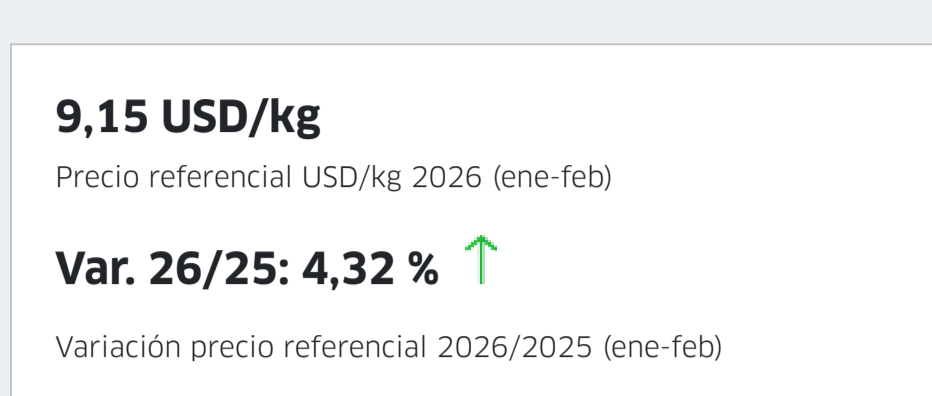 9,15 USD/kg
Precio referencial USD/kg 2026 (ene-feb)
Var. 26/25: 4,32 %
Variación precio referencial 2026/2025 (ene-feb)